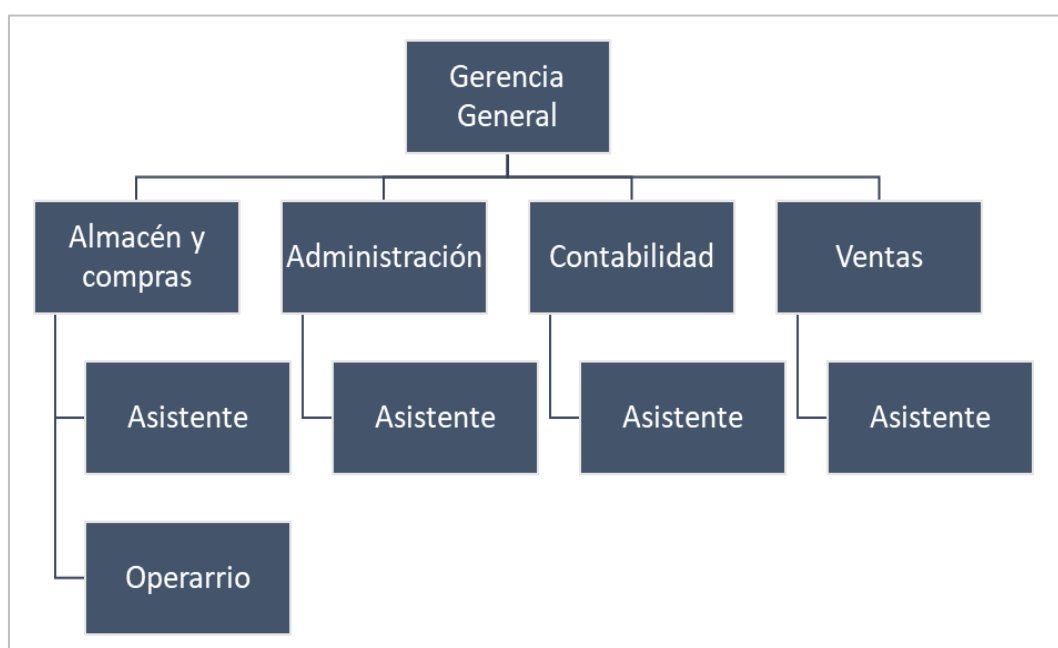 Gerencia
General
Almacén y
compras
Administración
Contabilidad
Ventas
Asistente
Asistente
Asistente
Asistente
Operarrio